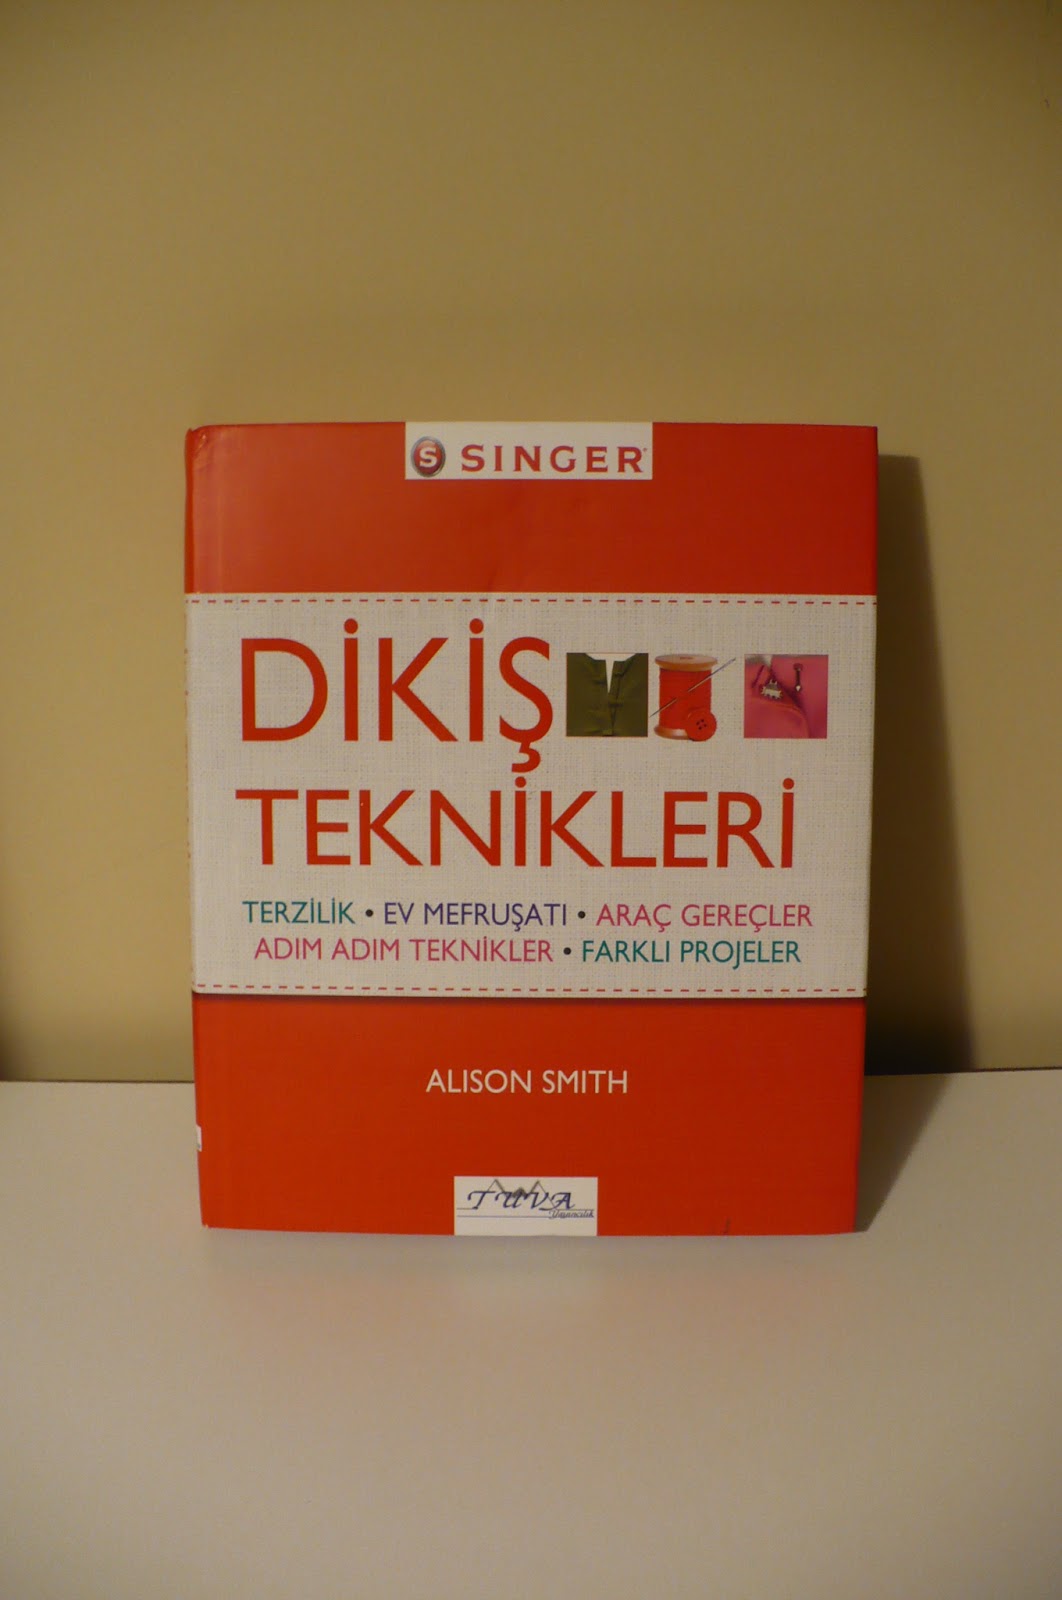 S SINGER
DİKİŞ
TEKNİKLERİ
TERZİLİK • EV MEFRUŞATI • ARAÇ GEREÇLER
ADIM ADIM TEKNİKLER • FARKLI PROJELER
ALISON SMITH
TUVA
Yayıncılık